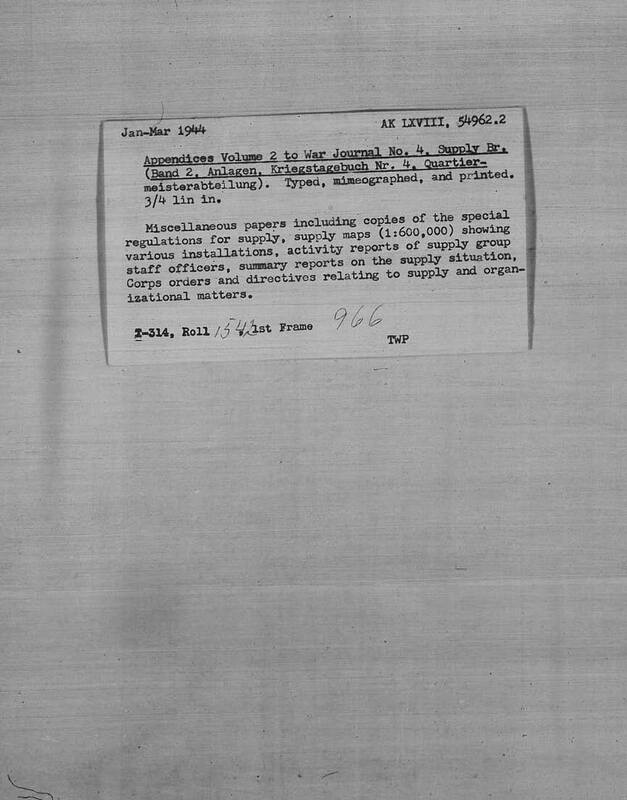 Jan-Mar 1944
AK LXVIII, 54962.2
Appendices Volume 2 to War Journal No. 4, Supply Br.
(Band 2, Anlagen, Kriegstagebuch Nr. 4, Quartier-
meisterabteilung). Typed, mimeographed, and printed.
3/4 lin in.
Miscellaneous papers including copies of the special
regulations for supply, supply maps (1:600,000) showing
various installations, activity reports of supply group
staff officers, summary reports on the supply situation,
Corps orders and directives relating to supply and organ-
izational matters.
T-314, Roll 1542, 1st Frame 966
TWP